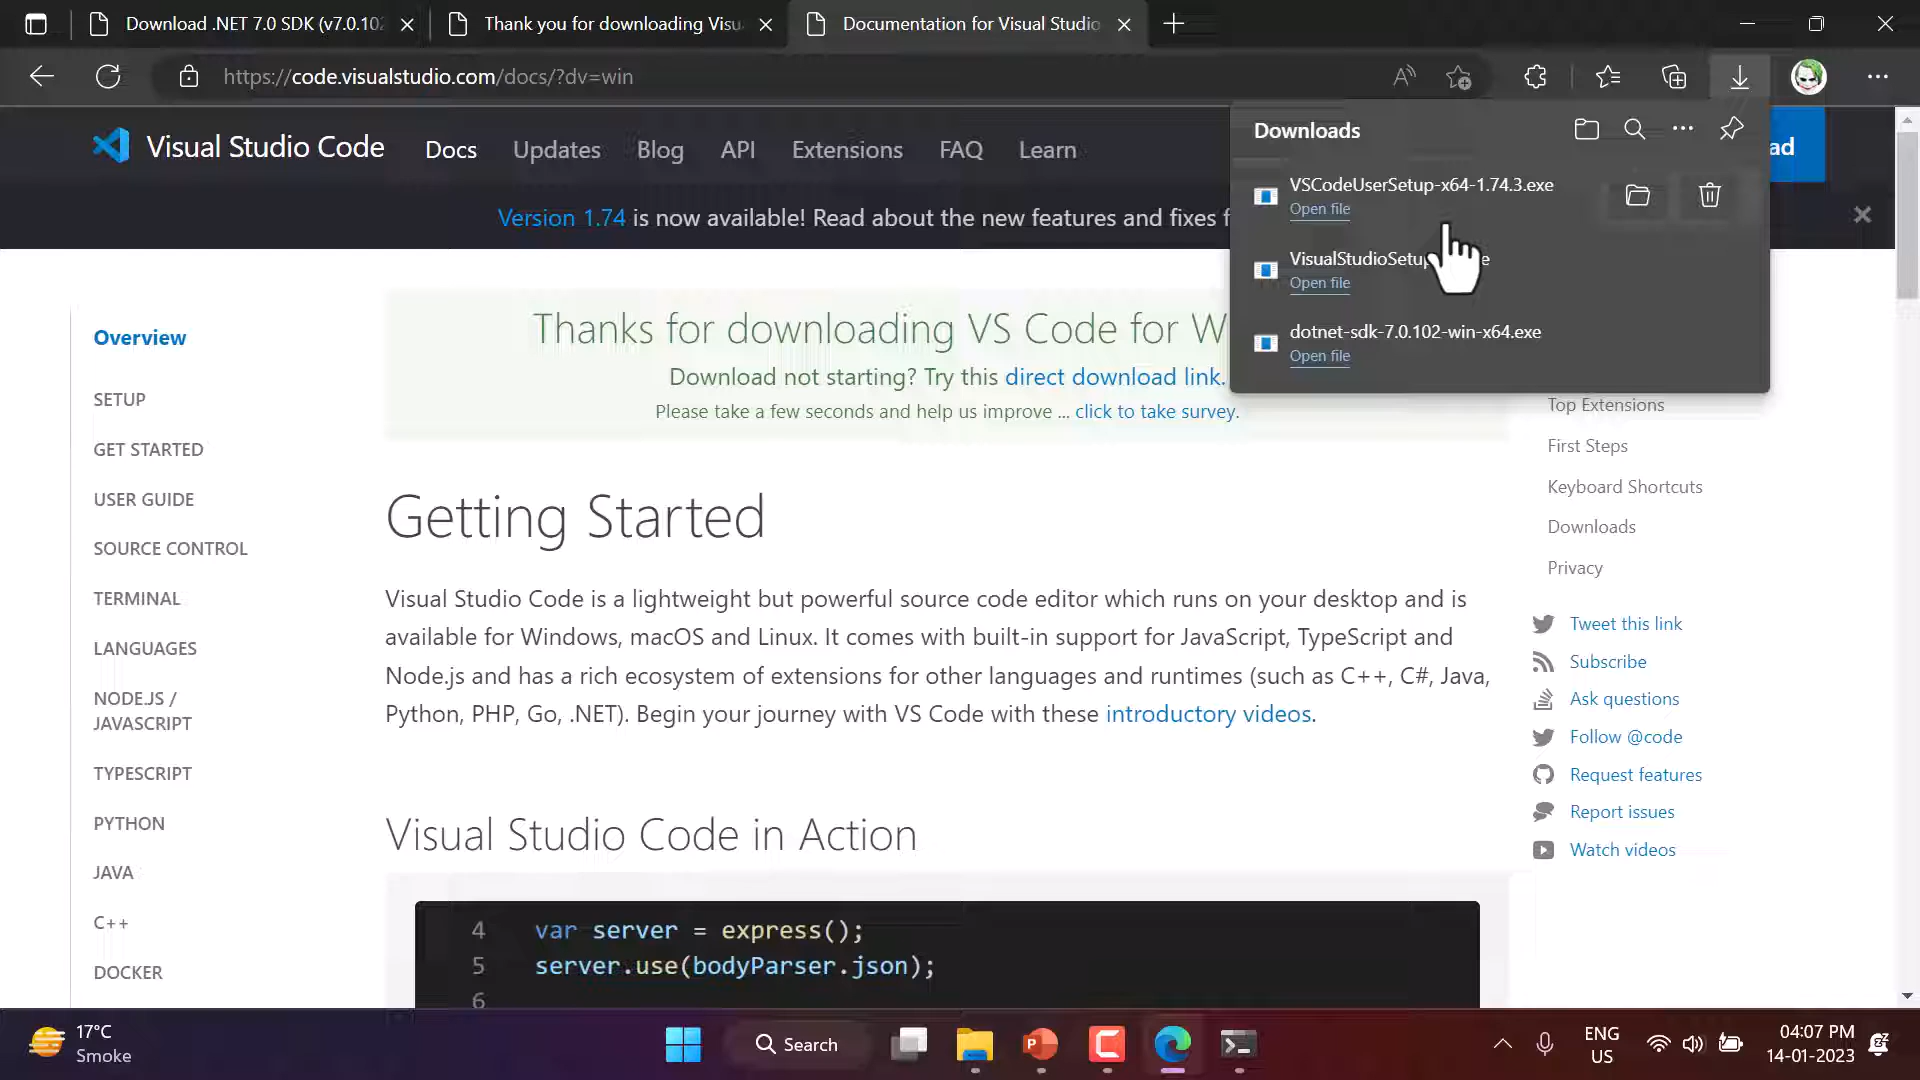 Download .NET 7.0 SDK (v7.0.102
Thank you for downloading Visu
Documentation for Visual Studio
https://code.visualstudio.com/docs/?dv=win
Visual Studio Code
Docs
Updates
Blog
API
Extensions
FAQ
Learn
ad
Version 1.74 is now available! Read about the new features and fixes f
Downloads
VSCodeUserSetup-x64-1.74.3.exe
Open file
VisualStudioSetup
Open file
dotnet-sdk-7.0.102-win-x64.exe
Open file
Overview
SETUP
GET STARTED
USER GUIDE
SOURCE CONTROL
TERMINAL
LANGUAGES
NODE.JS /
JAVASCRIPT
TYPESCRIPT
PYTHON
JAVA
C++
DOCKER
Thanks for downloading VS Code for W
Download not starting? Try this direct download link.
Please take a few seconds and help us improve ... click to take survey.
Getting Started
Visual Studio Code is a lightweight but powerful source code editor which runs on your desktop and is
available for Windows, macOS and Linux. It comes with built-in support for JavaScript, TypeScript and
Node.js and has a rich ecosystem of extensions for other languages and runtimes (such as C++, C#, Java,
Python, PHP, Go, .NET). Begin your journey with VS Code with these introductory videos.
Visual Studio Code in Action
4 var server = express();
5 server.use(bodyParser.json);
6
Top Extensions
First Steps
Keyboard Shortcuts
Downloads
Privacy
Tweet this link
Subscribe
Ask questions
Follow @code
Request features
Report issues
Watch videos
17°C
Smoke
Search
ENG
US
04:07 PM
14-01-2023